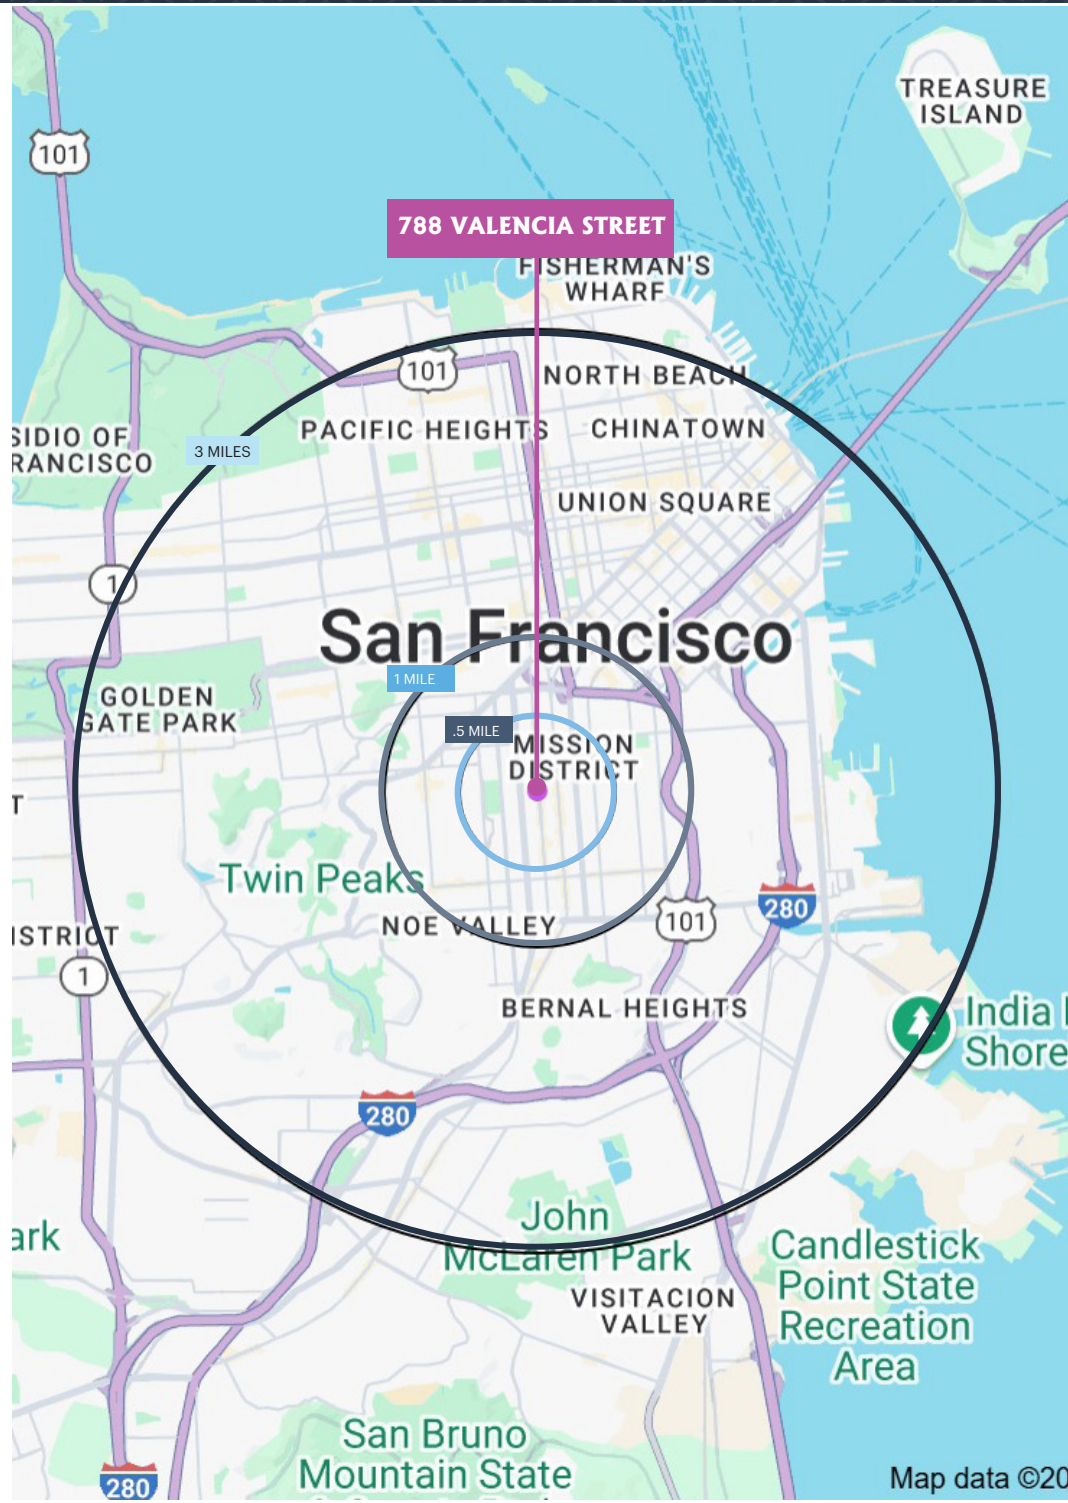 TREASURE
ISLAND
101
788 VALENCIA STREET
FISHERMAN'S
WHARF
101
NORTH BEACH
PACIFIC HEIGHTS
CHINATOWN
SIDIO OF
RANCISCO
3 MILES
UNION SQUARE
1
San Francisco
1 MILE
GOLDEN
GATE PARK
.5 MILE
MISSION
DISTRICT
T
Twin Peaks
280
NOE VALLEY
101
ISTRICT
1
BERNAL HEIGHTS
India
Shore
280
John
McLaren Park
ark
Candlestick
Point State
Recreation
Area
VISITACION
VALLEY
San Bruno
Mountain State
280
Map data ©20